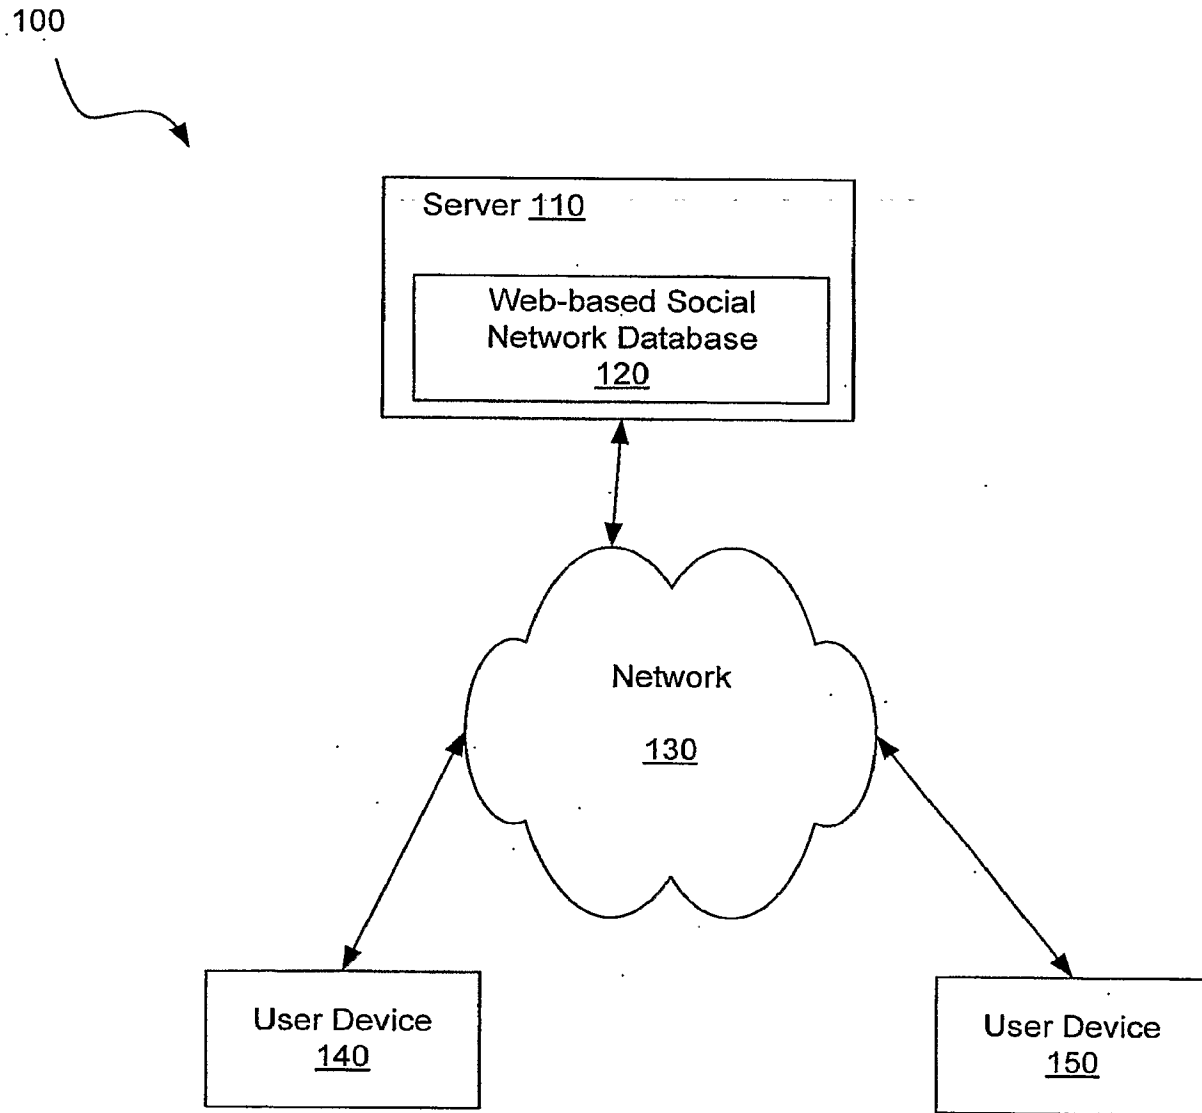 100
Server 110
Web-based Social
Network Database
120
Network
130
User Device
140
User Device
150